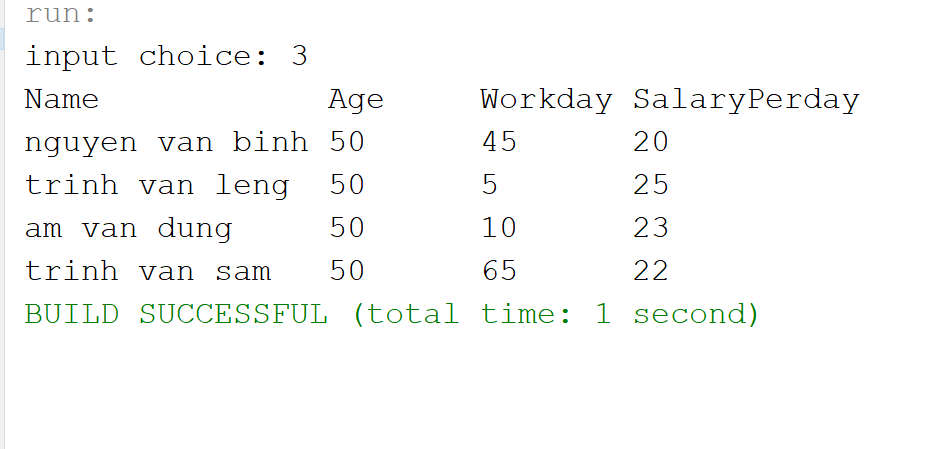 run:
input choice: 3
Name Age Workday SalaryPerday
nguyen van binh 50 45 20
trinh van leng 50 5 25
am van dung 50 10 23
trinh van sam 50 65 22
BUILD SUCCESSFUL (total time: 1 second)